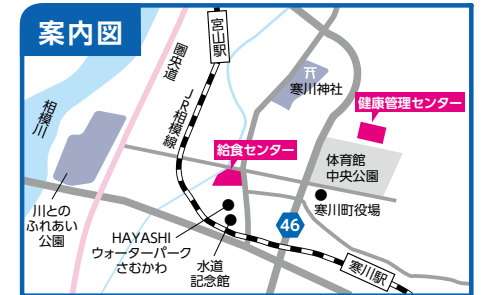 案内図
宮山駅
圏央道
JR相模線
相模川
寒川神社
健康管理センター
給食センター
体育館
中央公園
寒川町役場
川との
ふれあい
公園
HAYASHI
ウォーターパーク
さむかわ
水道
記念館
46
寒川駅